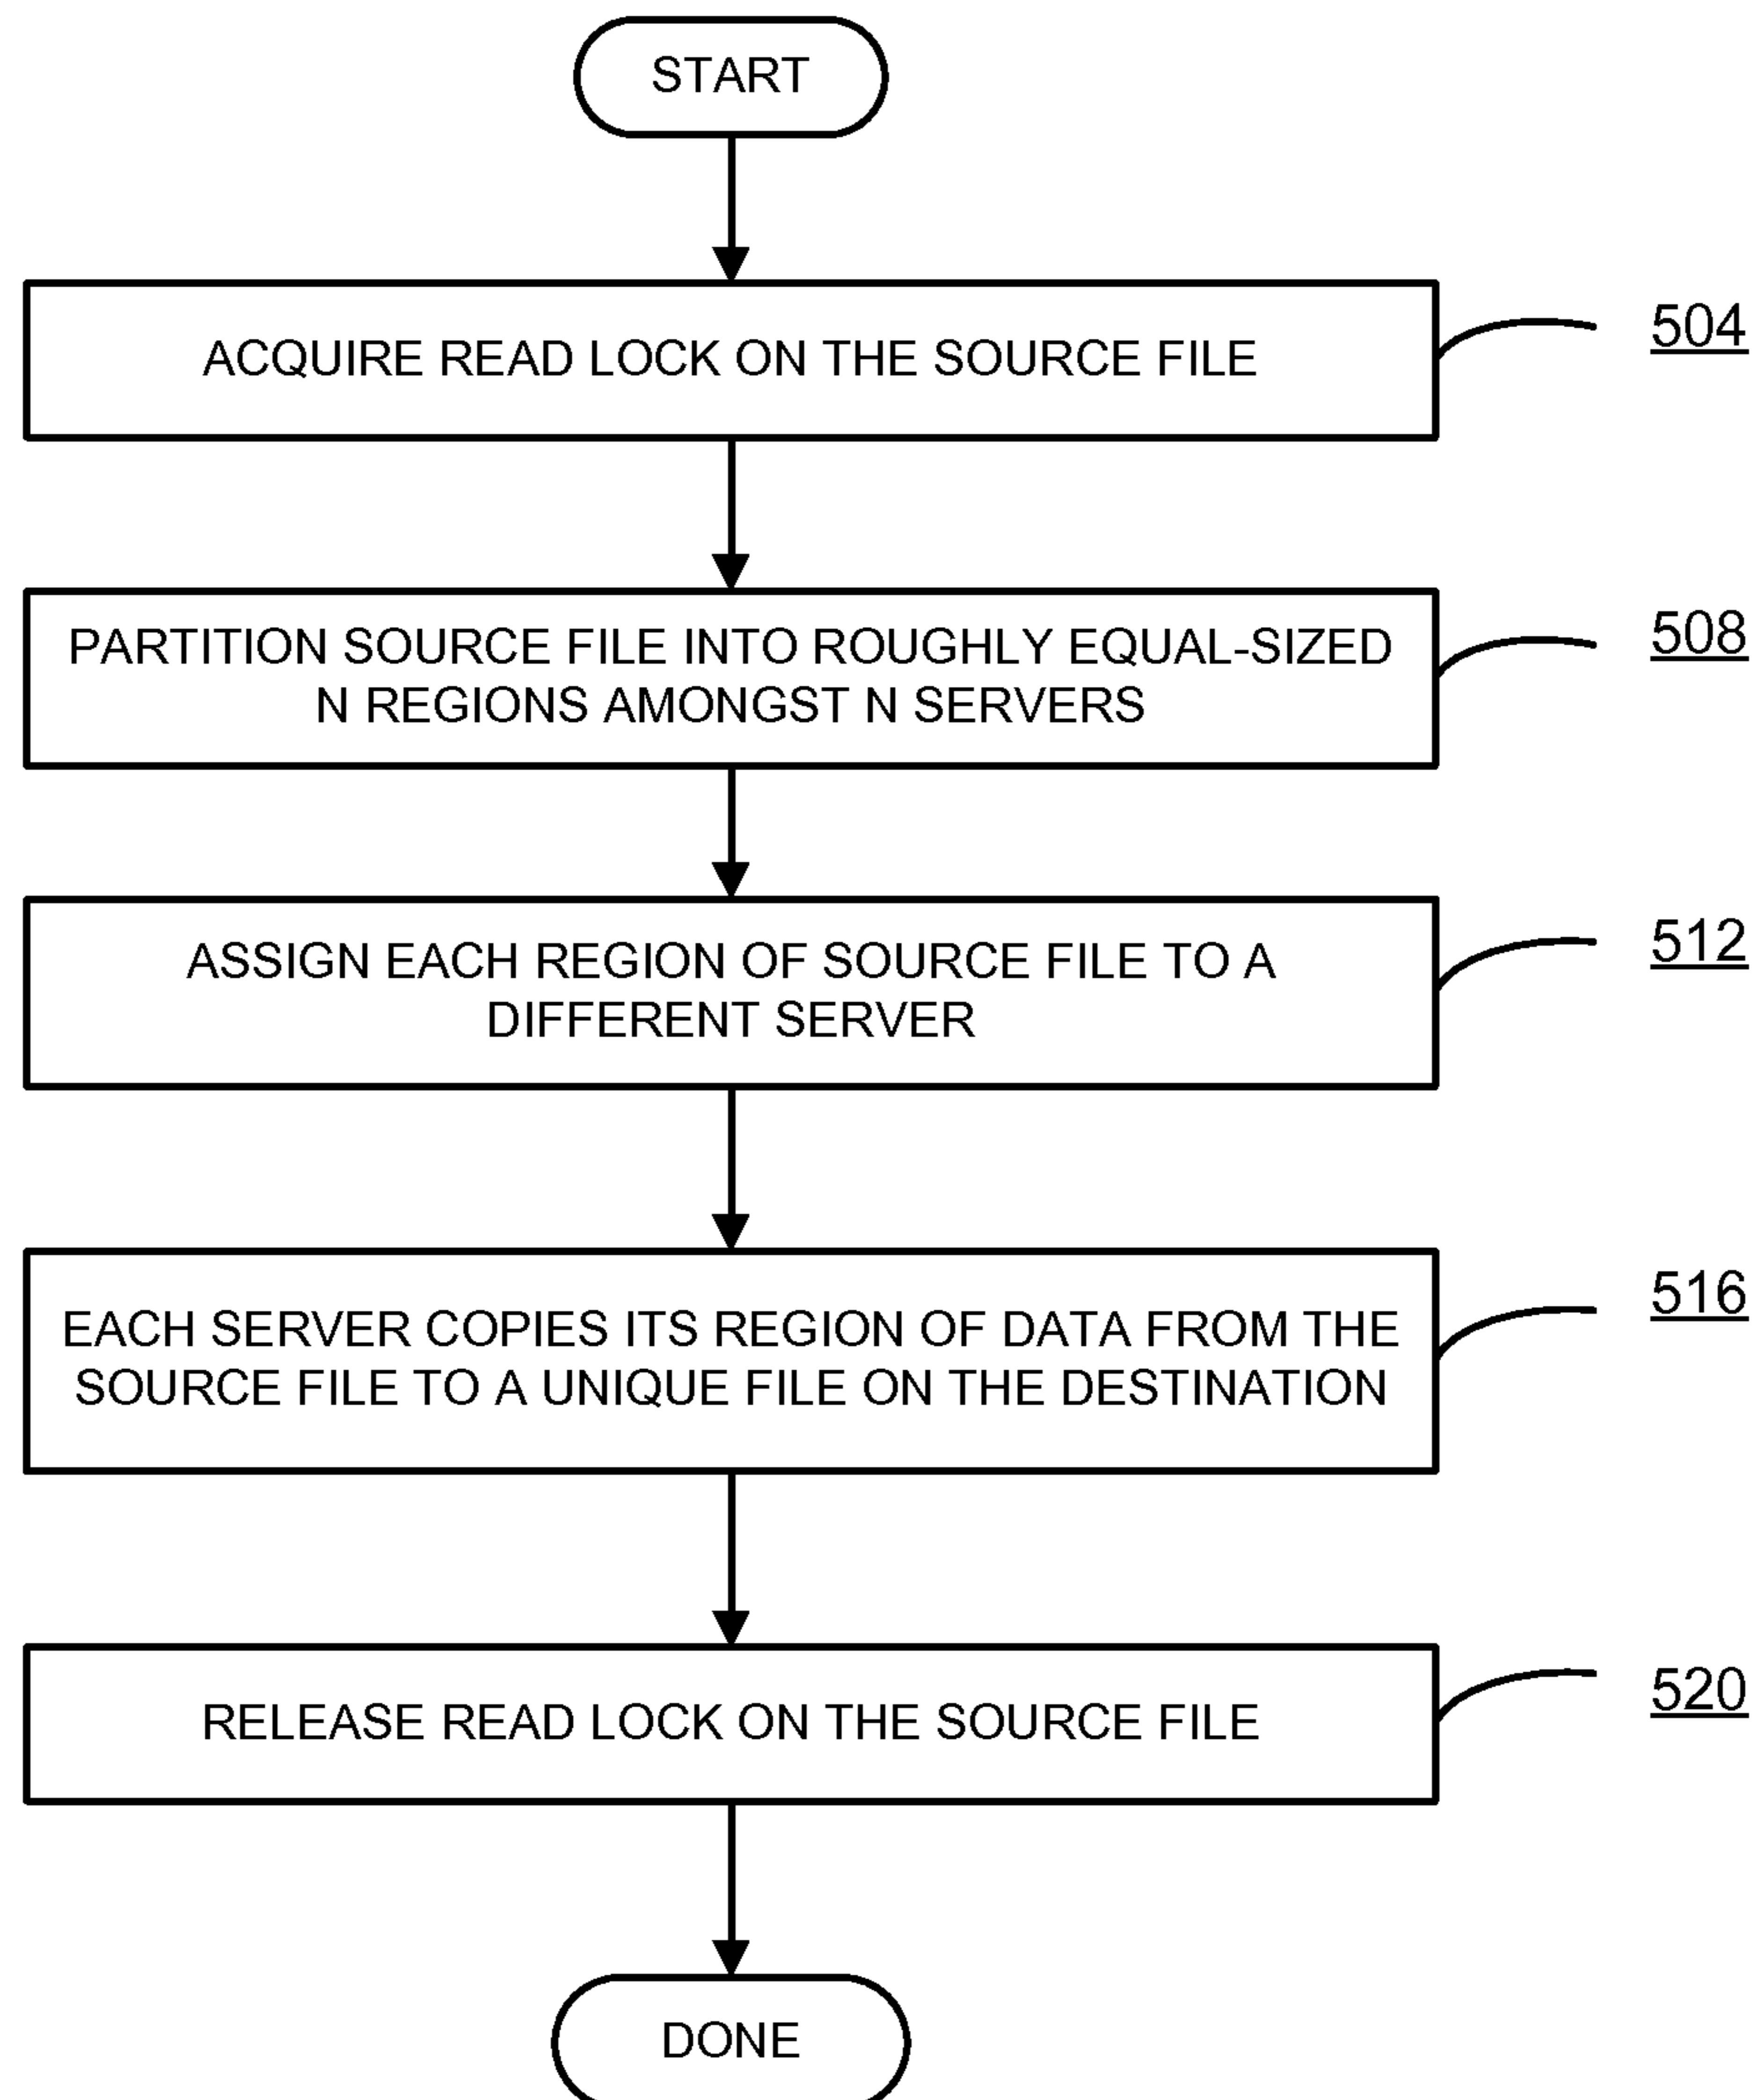 START
ACQUIRE READ LOCK ON THE SOURCE FILE
504
PARTITION SOURCE FILE INTO ROUGHLY EQUAL-SIZED
N REGIONS AMONGST N SERVERS
508
ASSIGN EACH REGION OF SOURCE FILE TO A
DIFFERENT SERVER
512
EACH SERVER COPIES ITS REGION OF DATA FROM THE
SOURCE FILE TO A UNIQUE FILE ON THE DESTINATION
516
RELEASE READ LOCK ON THE SOURCE FILE
520
DONE